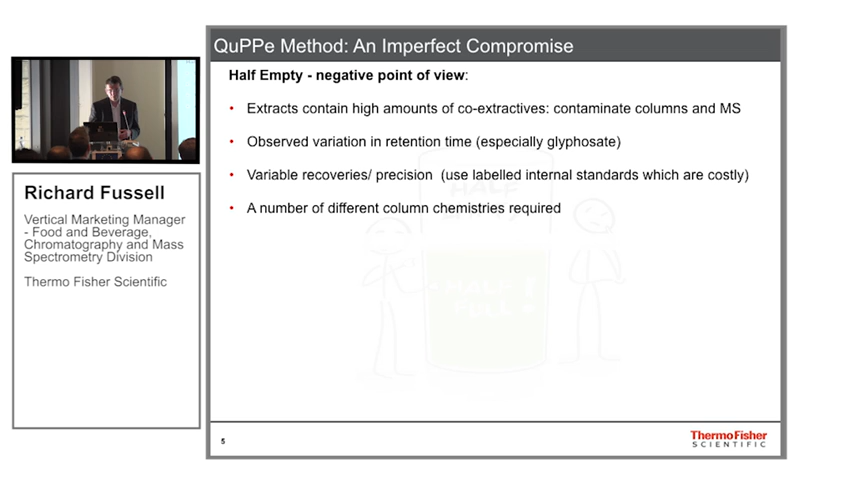 QuPPe Method: An Imperfect Compromise
Half Empty - negative point of view:
• Extracts contain high amounts of co-extractives: contaminate columns and MS
• Observed variation in retention time (especially glyphosate)
• Variable recoveries/ precision (use labelled internal standards which are costly)
• A number of different column chemistries required
HALF
HALF
FULL!
5
ThermoFisher
SCIENTIFIC
Richard Fussell
Vertical Marketing Manager
- Food and Beverage,
Chromatography and Mass
Spectrometry Division
Thermo Fisher Scientific